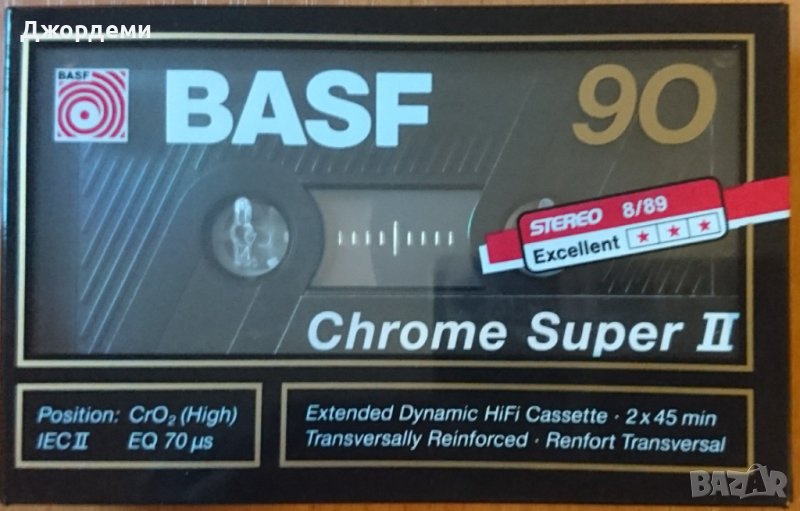 Джордеми
BASF
BASF
90
STEREO 8/89
Excellent ★ ★ ★
Chrome Super II
Position: CrO₂ (High)
IEC II EQ 70 µs
Extended Dynamic HiFi Cassette · 2 x 45 min
Transversally Reinforced · Renfort Transversal
BAZAR